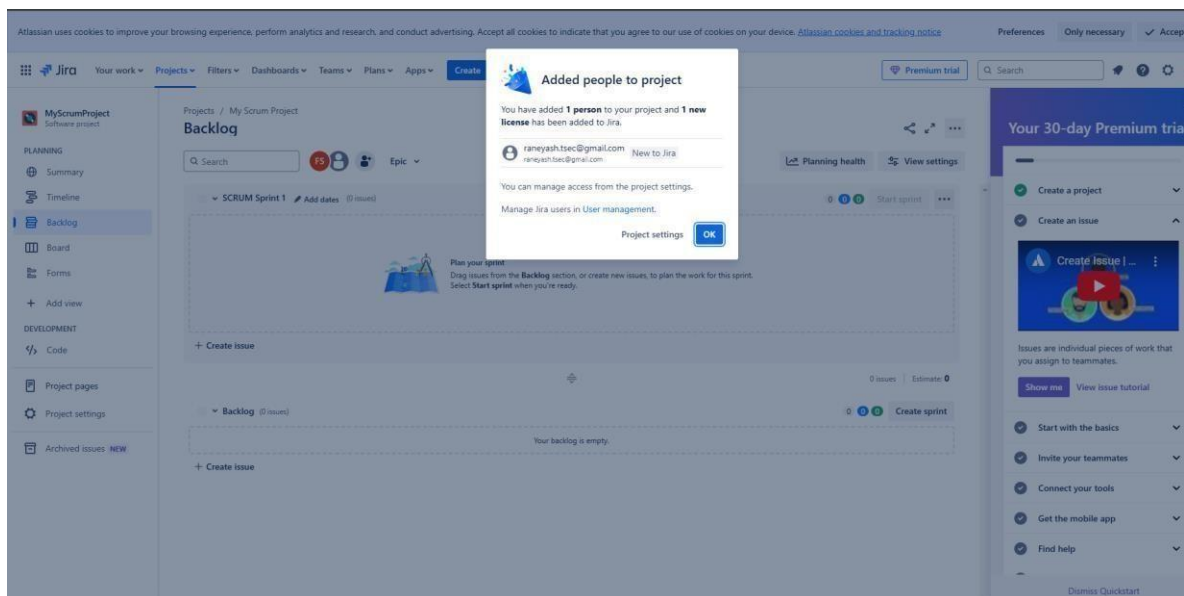 Atlassian uses cookies to improve your browsing experience, perform analytics and research, and conduct advertising. Accept all cookies to indicate that you agree to our use of cookies on your device. Atlassian cookies and tracking notice
Preferences
Only necessary
Accep
Jira
Your work
Projects
Filters
Dashboards
Teams
Plans
Apps
Create
Premium trial
Search
MyScrumProject
Software project
PLANNING
Summary
Timeline
Backlog
Board
Forms
Add view
DEVELOPMENT
Code
Project pages
Project settings
Archived issues NEW
Projects / My Scrum Project
Backlog
Search
FS
Epic
Planning health
View settings
SCRUM Sprint 1 Add dates (0 issues)
0 0 0 Start sprint
Plan your sprint
Drag issues from the Backlog section, or create new issues, to plan the work for this sprint.
Select Start sprint when you're ready.
+ Create issue
0 issues | Estimate: 0
Backlog (0 issues)
0 0 0 Create sprint
Your backlog is empty.
+ Create issue
Added people to project
You have added 1 person to your project and 1 new
license has been added to Jira.
raneyash.tsec@gmail.com New to Jira
raneyash.tsec@gmail.com
You can manage access from the project settings.
Manage Jira users in User management.
Project settings
OK
Your 30-day Premium tria
Create a project
Create an issue
Create Issue | ...
Issues are individual pieces of work that
you assign to teammates.
Show me
View issue tutorial
Start with the basics
Invite your teammates
Connect your tools
Get the mobile app
Find help
Dismiss Quickstart